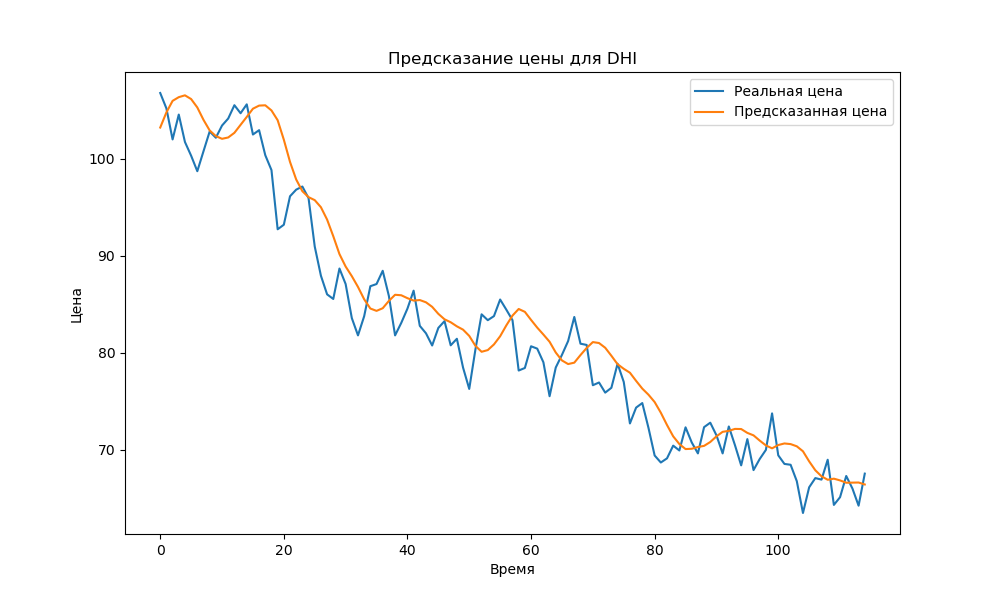 Предсказание цены для DHI
Реальная цена
Предсказанная цена
Цена
100
90
80
70
0 20 40 60 80 100
Время